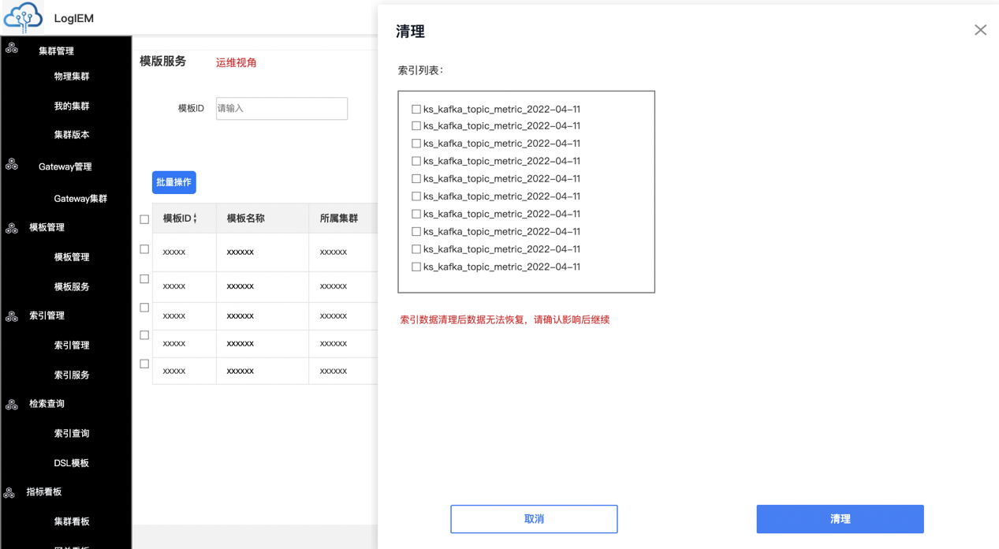 LogIEM
集群管理
物理集群
我的集群
集群版本
Gateway管理
Gateway集群
模板管理
模板管理
模板服务
索引管理
索引管理
索引服务
检索查询
索引查询
DSL模板
指标看板
集群看板
模版服务 运维视角
模板ID 请输入
批量操作
模板ID 模板名称 所属集群
xxxxx xxxxxx xxxxxx
xxxxx xxxxxx xxxxxx
xxxxx xxxxxx xxxxxx
xxxxx xxxxxx xxxxxx
xxxxx xxxxxx xxxxxx
清理
索引列表：
ks_kafka_topic_metric_2022-04-11
ks_kafka_topic_metric_2022-04-11
ks_kafka_topic_metric_2022-04-11
ks_kafka_topic_metric_2022-04-11
ks_kafka_topic_metric_2022-04-11
ks_kafka_topic_metric_2022-04-11
ks_kafka_topic_metric_2022-04-11
ks_kafka_topic_metric_2022-04-11
ks_kafka_topic_metric_2022-04-11
ks_kafka_topic_metric_2022-04-11
索引数据清理后数据无法恢复，请确认影响后继续
取消 清理